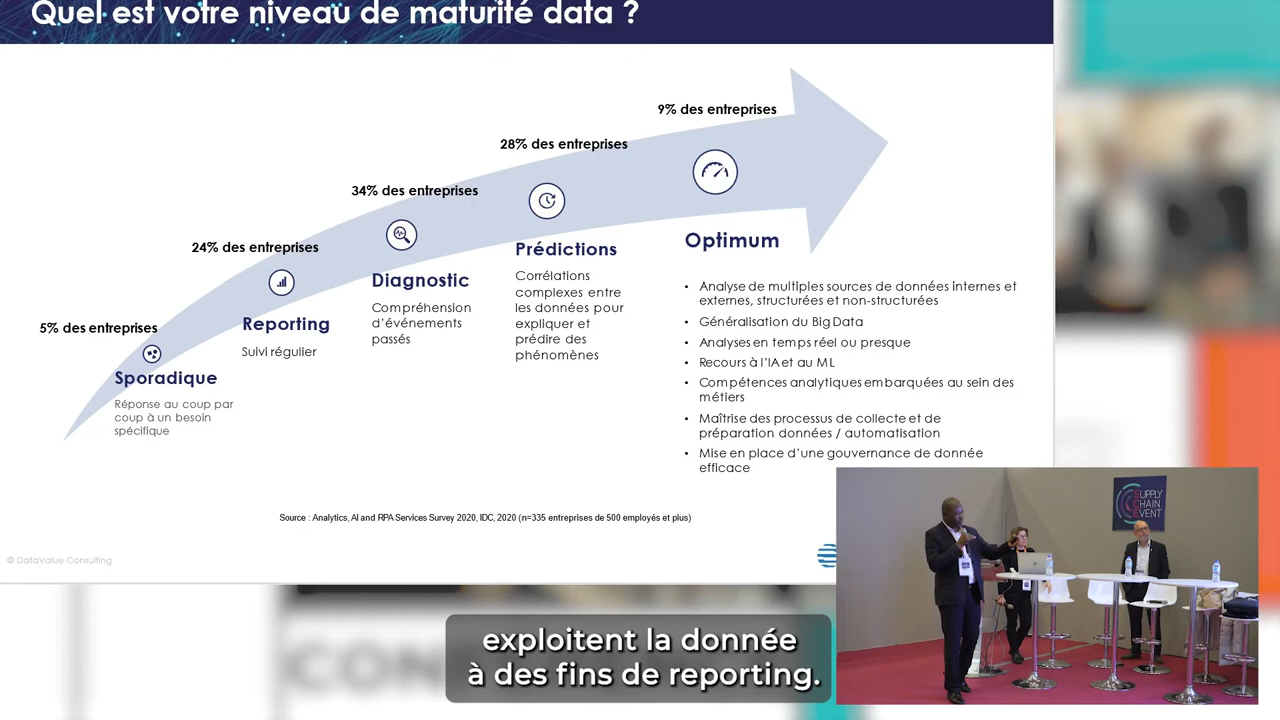 Quel est votre niveau de maturité data ?
9% des entreprises
28% des entreprises
34% des entreprises
24% des entreprises
5% des entreprises
Sporadique
Réponse au coup par
coup à un besoin
spécifique
Reporting
Suivi régulier
Diagnostic
Compréhension
d'événements
passés
Prédictions
Corrélations
complexes entre
les données pour
expliquer et
prédire des
phénomènes
Optimum
• Analyse de multiples sources de données internes et
externes, structurées et non-structurées
• Généralisation du Big Data
• Analyses en temps réel ou presque
• Recours à l'IA et au ML
• Compétences analytiques embarquées au sein des
métiers
• Maîtrise des processus de collecte et de
préparation données / automatisation
• Mise en place d'une gouvernance de donnée
efficace
Source : Analytics, AI and RPA Services Survey 2020, IDC, 2020 (n=335 entreprises de 500 employés et plus)
© DataValue Consulting
SUPPLY
CHAIN
EVENT
exploitent la donnée
à des fins de reporting.